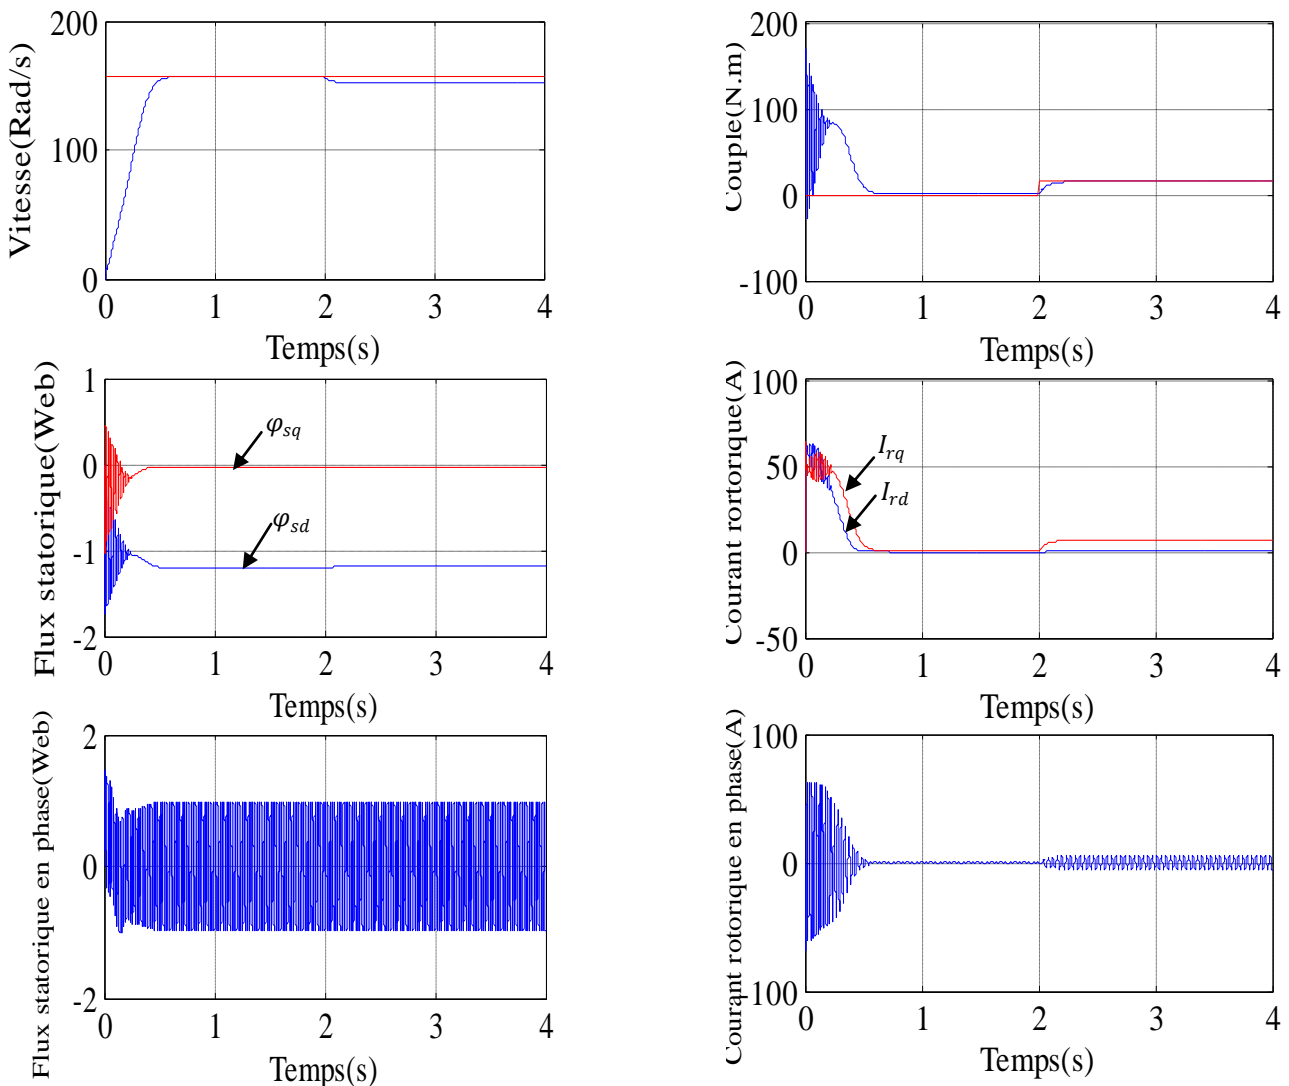 Vitesse(Rad/s)
200
100
0
0 1 2 3 4
Temps(s)
Couple(N.m)
200
100
0
-100
0 1 2 3 4
Temps(s)
Flux statorique(Web)
1
0
-1
-2
φsq
φsd
0 1 2 3 4
Temps(s)
Courant rortorique(A)
100
50
0
-50
Irq
Ird
0 1 2 3 4
Temps(s)
Flux statorique en phase(Web)
2
0
-2
0 1 2 3 4
Temps(s)
Courant rotorique en phase(A)
100
0
-100
0 1 2 3 4
Temps(s)